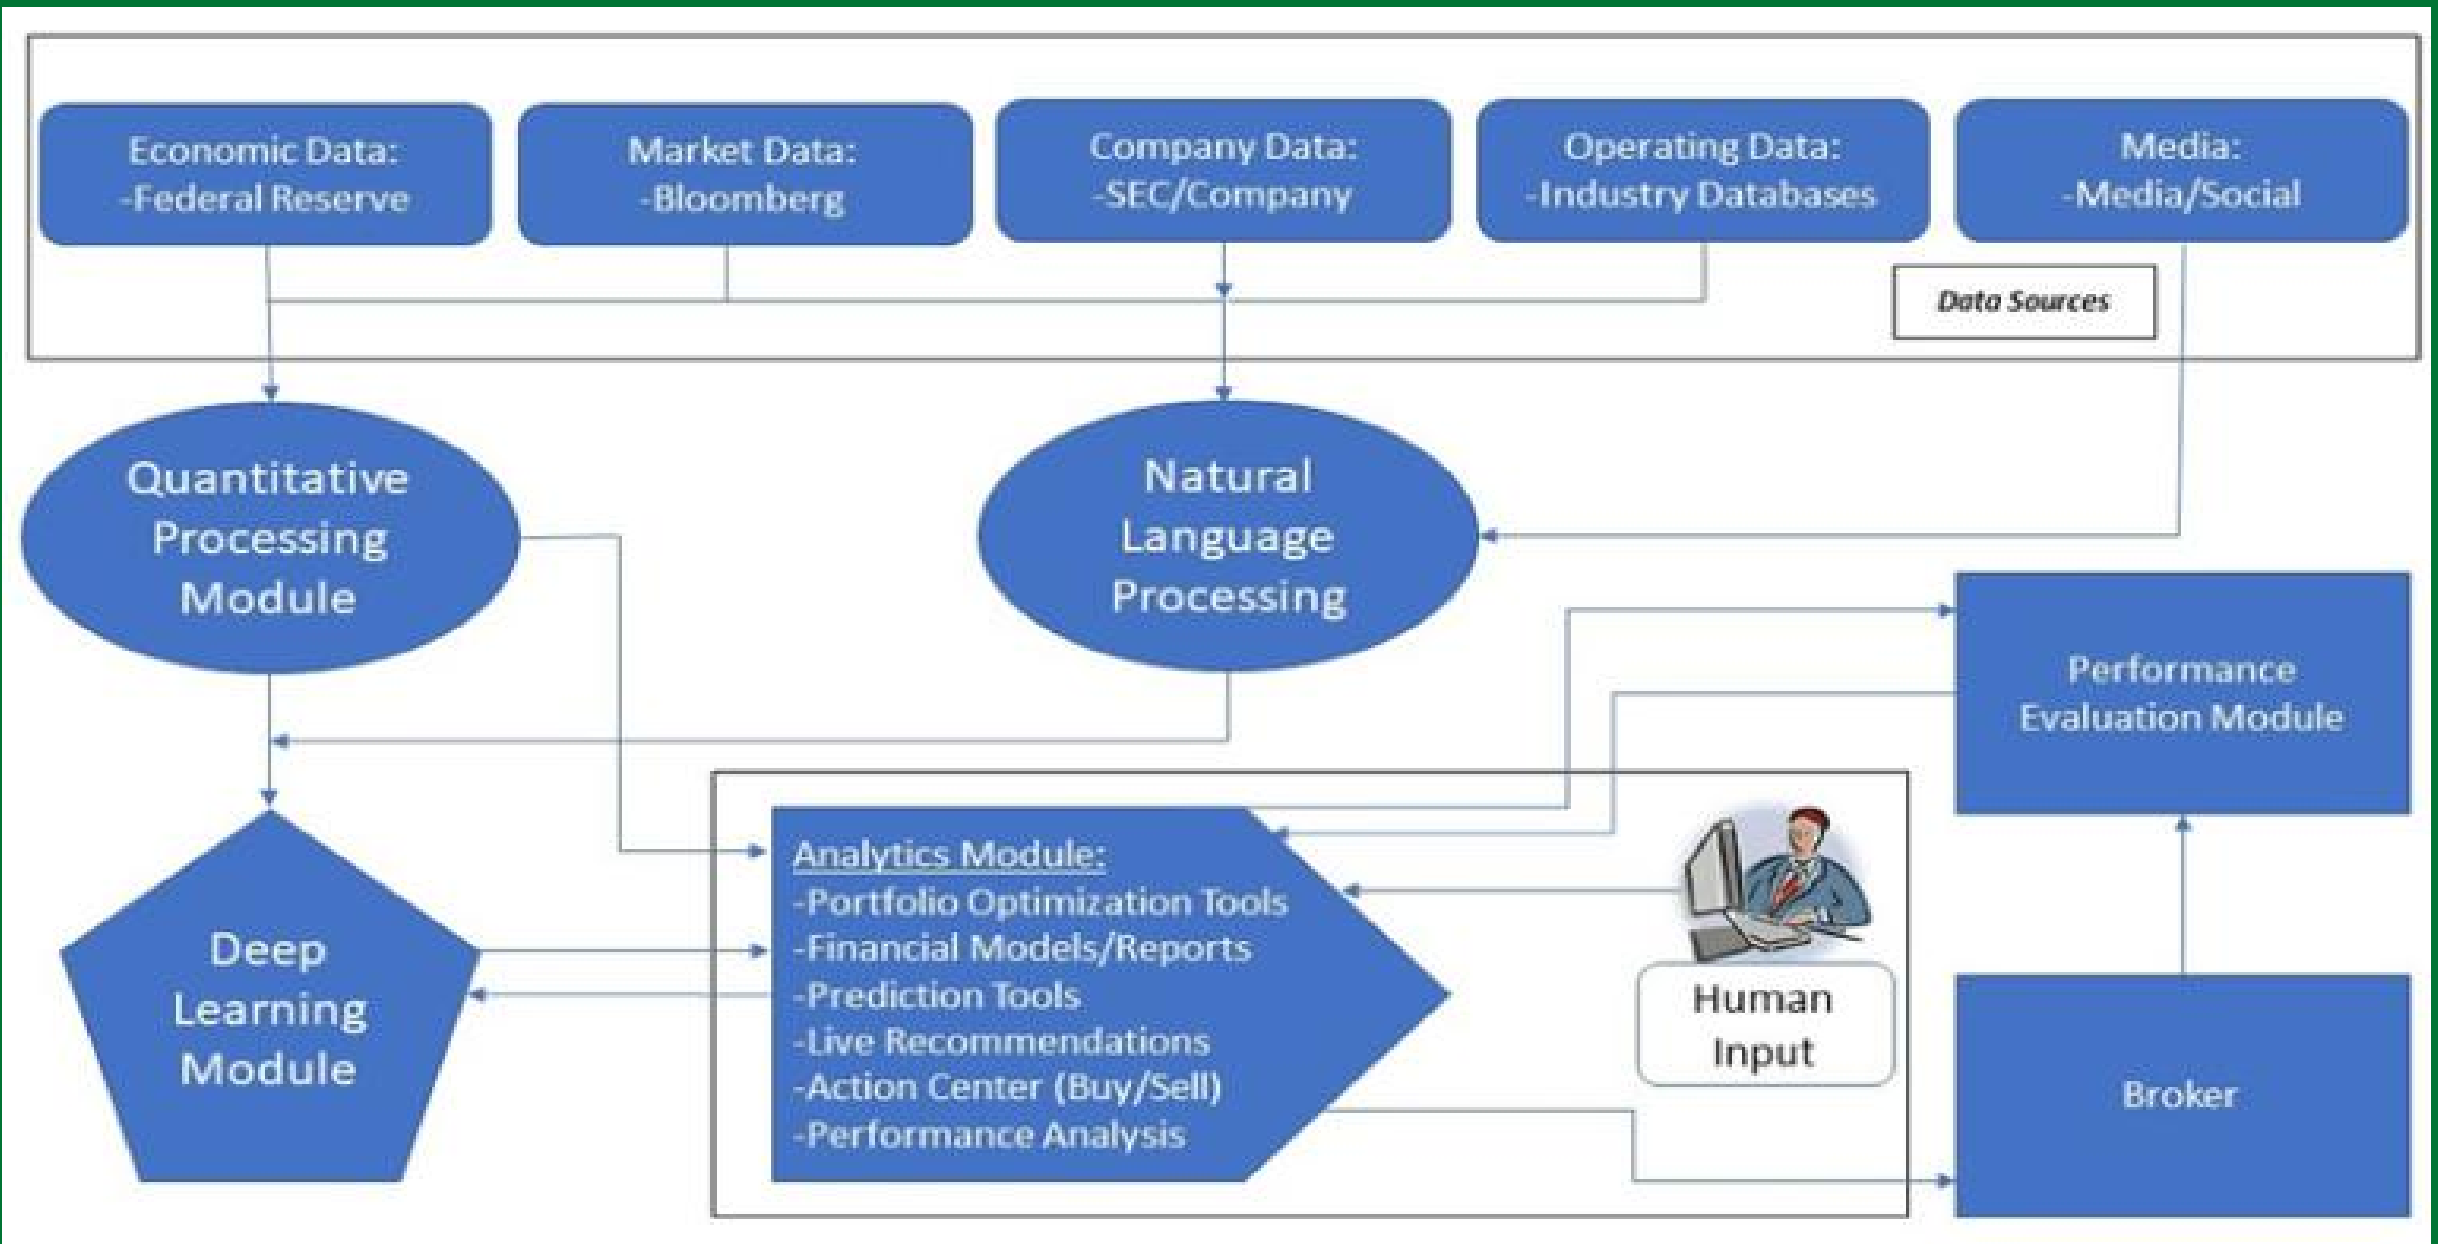 Economic Data:
-Federal Reserve
Market Data:
-Bloomberg
Company Data:
-SEC/Company
Operating Data:
-Industry Databases
Media:
-Media/Social
Data Sources
Quantitative
Processing
Module
Natural
Language
Processing
Performance
Evaluation Module
Deep
Learning
Module
Analytics Module:
-Portfolio Optimization Tools
-Financial Models/Reports
-Prediction Tools
-Live Recommendations
-Action Center (Buy/Sell)
-Performance Analysis
Human
Input
Broker